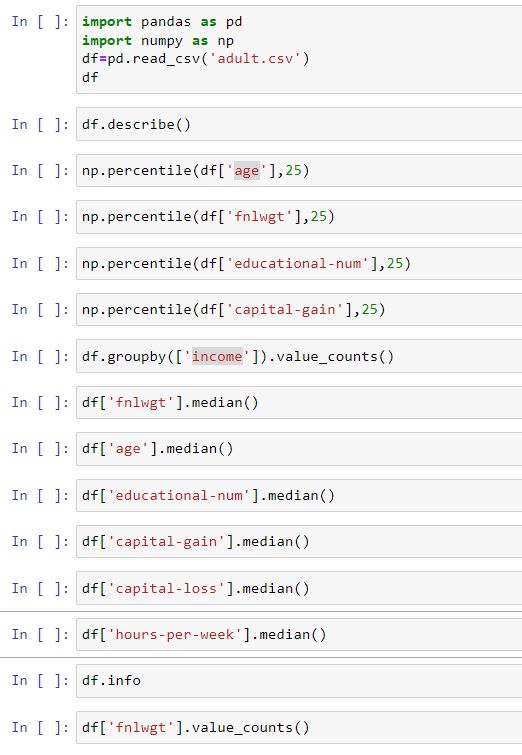 In [ ]: import pandas as pd
import numpy as np
df=pd.read_csv('adult.csv')
df
In [ ]: df.describe()
In [ ]: np.percentile(df['age'],25)
In [ ]: np.percentile(df['fnlwgt'],25)
In [ ]: np.percentile(df['educational-num'],25)
In [ ]: np.percentile(df['capital-gain'],25)
In [ ]: df.groupby(['income']).value_counts()
In [ ]: df['fnlwgt'].median()
In [ ]: df['age'].median()
In [ ]: df['educational-num'].median()
In [ ]: df['capital-gain'].median()
In [ ]: df['capital-loss'].median()
In [ ]: df['hours-per-week'].median()
In [ ]: df.info
In [ ]: df['fnlwgt'].value_counts()